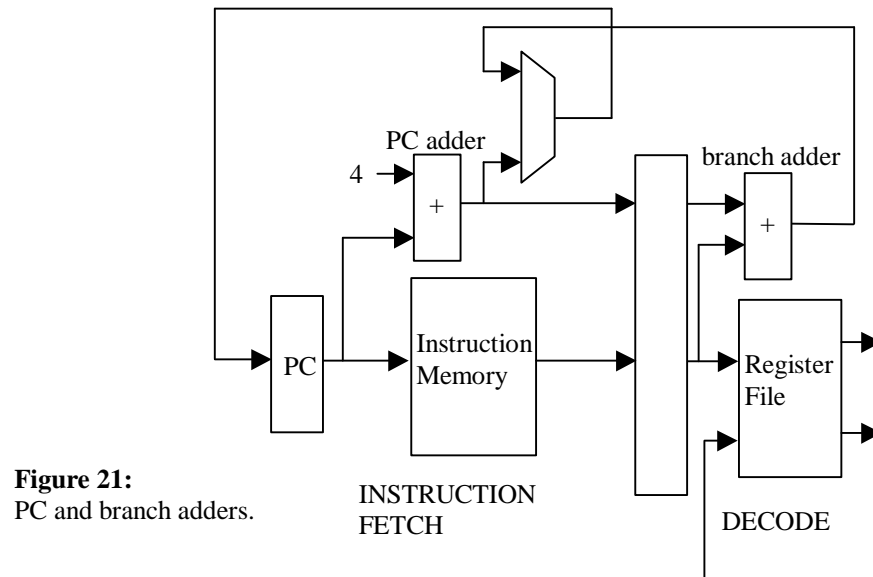 PC adder
branch adder
4
+
+
PC
Instruction
Memory
Register
File
Figure 21:
PC and branch adders.
INSTRUCTION
FETCH
DECODE